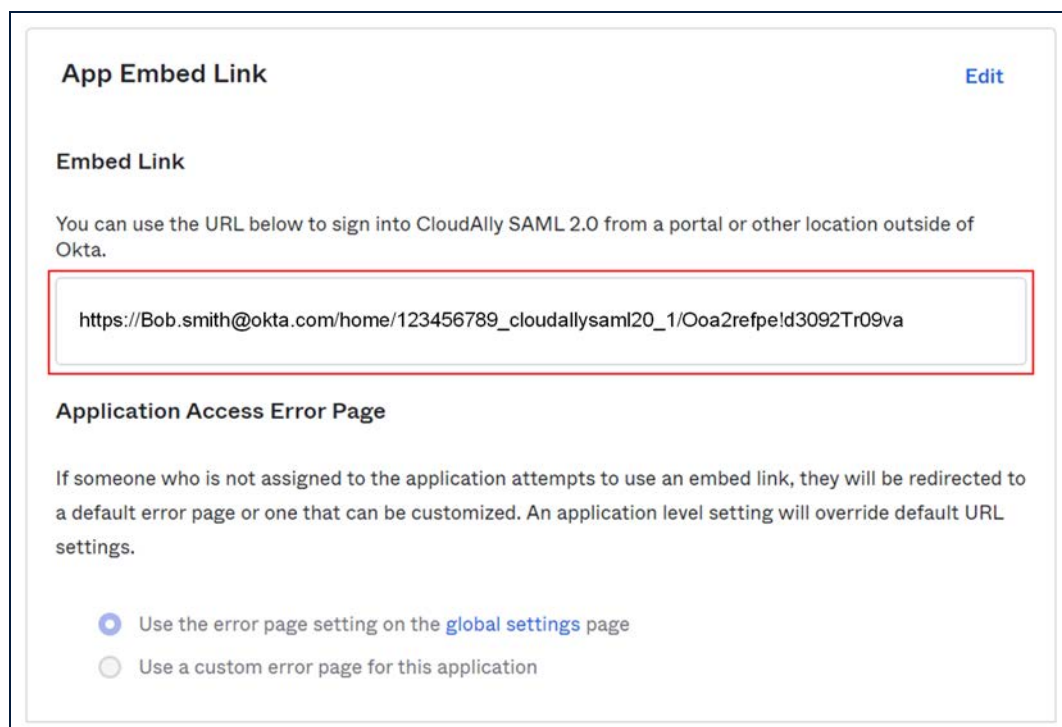 App Embed Link
Edit
Embed Link
You can use the URL below to sign into CloudAlly SAML 2.0 from a portal or other location outside of
Okta.
https://Bob.smith@okta.com/home/123456789_cloudallysaml20_1/Ooa2refpe!d3092Tr09va
Application Access Error Page
If someone who is not assigned to the application attempts to use an embed link, they will be redirected to
a default error page or one that can be customized. An application level setting will override default URL
settings.
Use the error page setting on the global settings page
Use a custom error page for this application